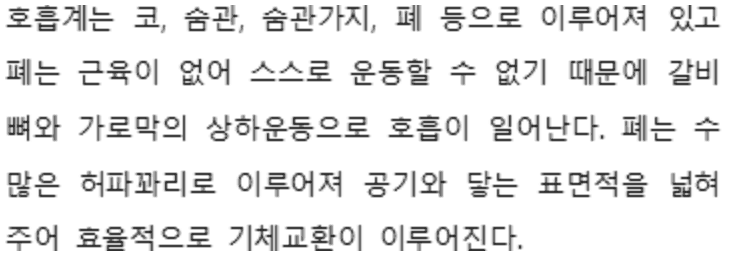 호흡계는 코, 숨관, 숨관가지, 폐 등으로 이루어져 있고
폐는 근육이 없어 스스로 운동할 수 없기 때문에 갈비
뼈와 가로막의 상하운동으로 호흡이 일어난다. 폐는 수
많은 허파꽈리로 이루어져 공기와 닿는 표면적을 넓혀
주어 효율적으로 기체교환이 이루어진다.